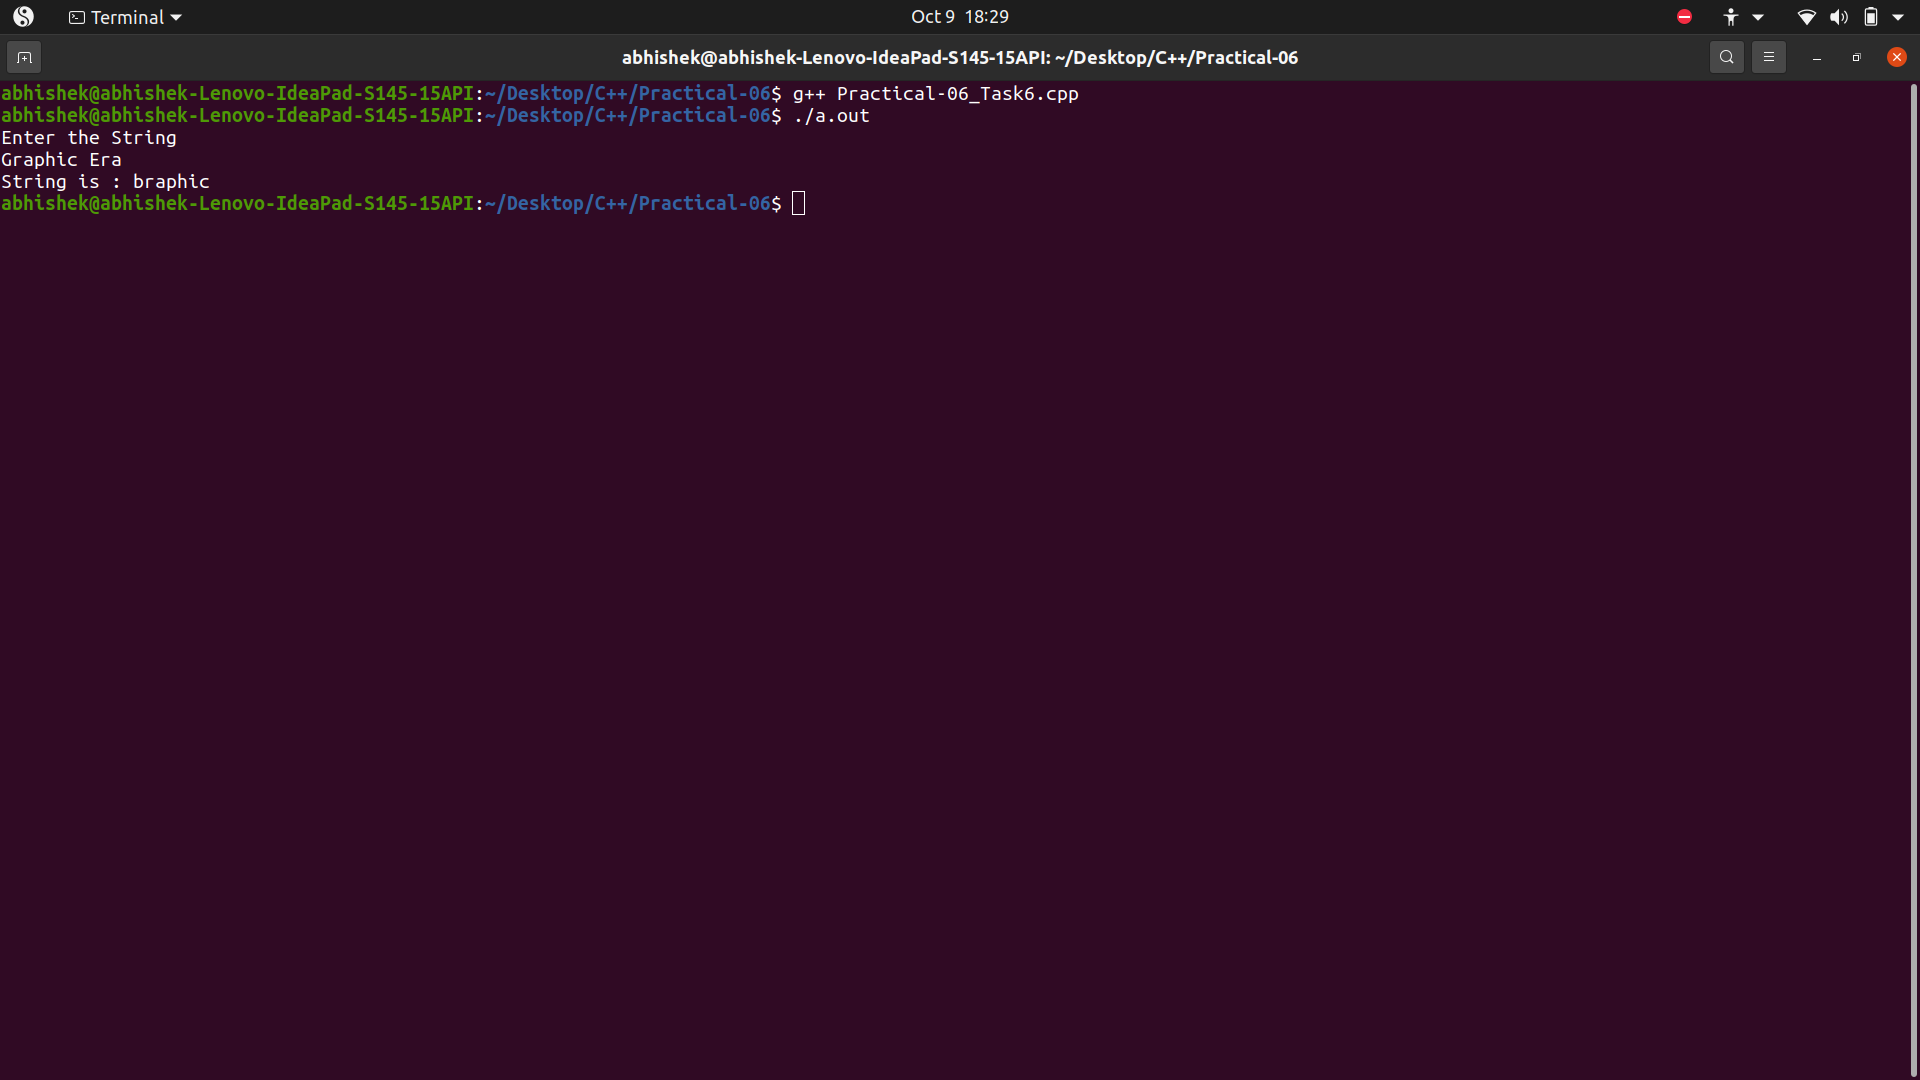 Terminal
Oct 9 18:29
abhishek@abhishek-Lenovo-IdeaPad-S145-15API: ~/Desktop/C++/Practical-06
abhishek@abhishek-Lenovo-IdeaPad-S145-15API:~/Desktop/C++/Practical-06$ g++ Practical-06_Task6.cpp
abhishek@abhishek-Lenovo-IdeaPad-S145-15API:~/Desktop/C++/Practical-06$ ./a.out
Enter the String
Graphic Era
String is : braphic
abhishek@abhishek-Lenovo-IdeaPad-S145-15API:~/Desktop/C++/Practical-06$